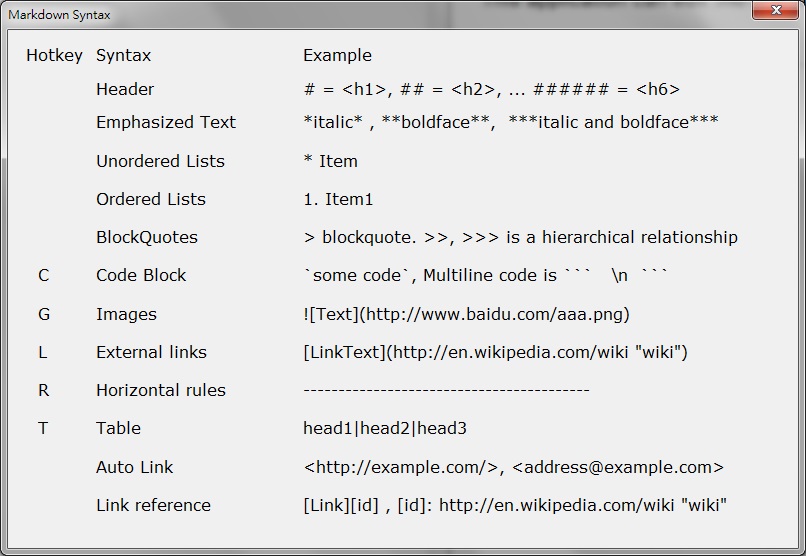 Markdown Syntax
Hotkey Syntax Example
Header # = <h1>, ## = <h2>, ... ###### = <h6>
Emphasized Text *italic* , **boldface**, ***italic and boldface***
Unordered Lists * Item
Ordered Lists 1. Item1
BlockQuotes > blockquote. >>, >>> is a hierarchical relationship
C Code Block `some code`, Multiline code is ``` \n ```
G Images ![Text](http://www.baidu.com/aaa.png)
L External links [LinkText](http://en.wikipedia.com/wiki "wiki")
R Horizontal rules -----------------------------------------
T Table head1|head2|head3
Auto Link <http://example.com/>, <address@example.com>
Link reference [Link][id] , [id]: http://en.wikipedia.com/wiki "wiki"